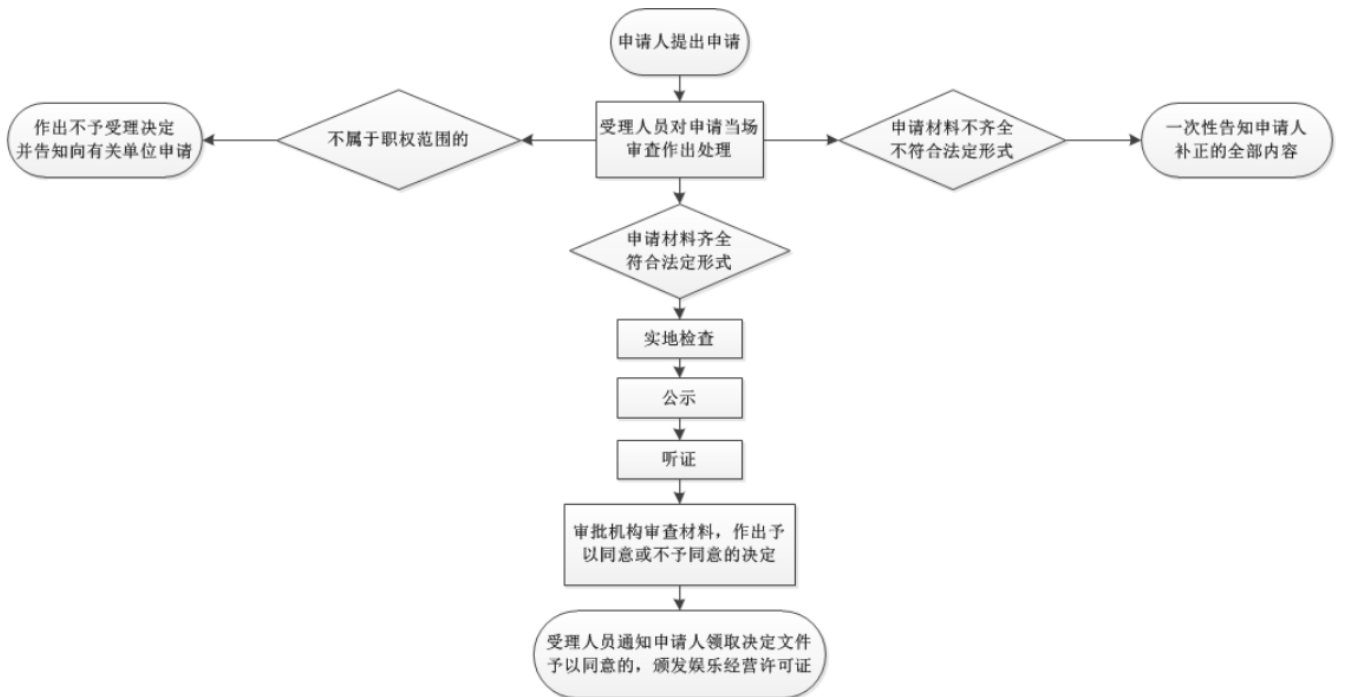 申请人提出申请
作出不予受理决定
并告知向有关单位申请
不属于职权范围的
受理人员对申请当场
审查作出处理
申请材料不齐全
不符合法定形式
一次性告知申请人
补正的全部内容
申请材料齐全
符合法定形式
实地检查
公示
听证
审批机构审查材料，作出予
以同意或不予同意的决定
受理人员通知申请人领取决定文件
予以同意的，颁发娱乐经营许可证